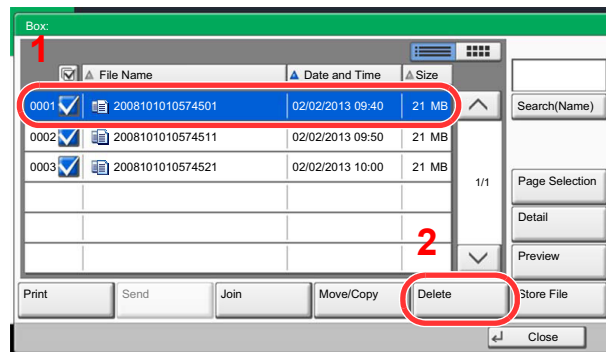 Box:
1
File Name Date and Time Size
0001 2008101010574501 02/02/2013 09:40 21 MB
Search(Name)
0002 2008101010574511 02/02/2013 09:50 21 MB
0003 2008101010574521 02/02/2013 10:00 21 MB
1/1
Page Selection
Detail
2
Preview
Print Send Join Move/Copy Delete Store File
Close